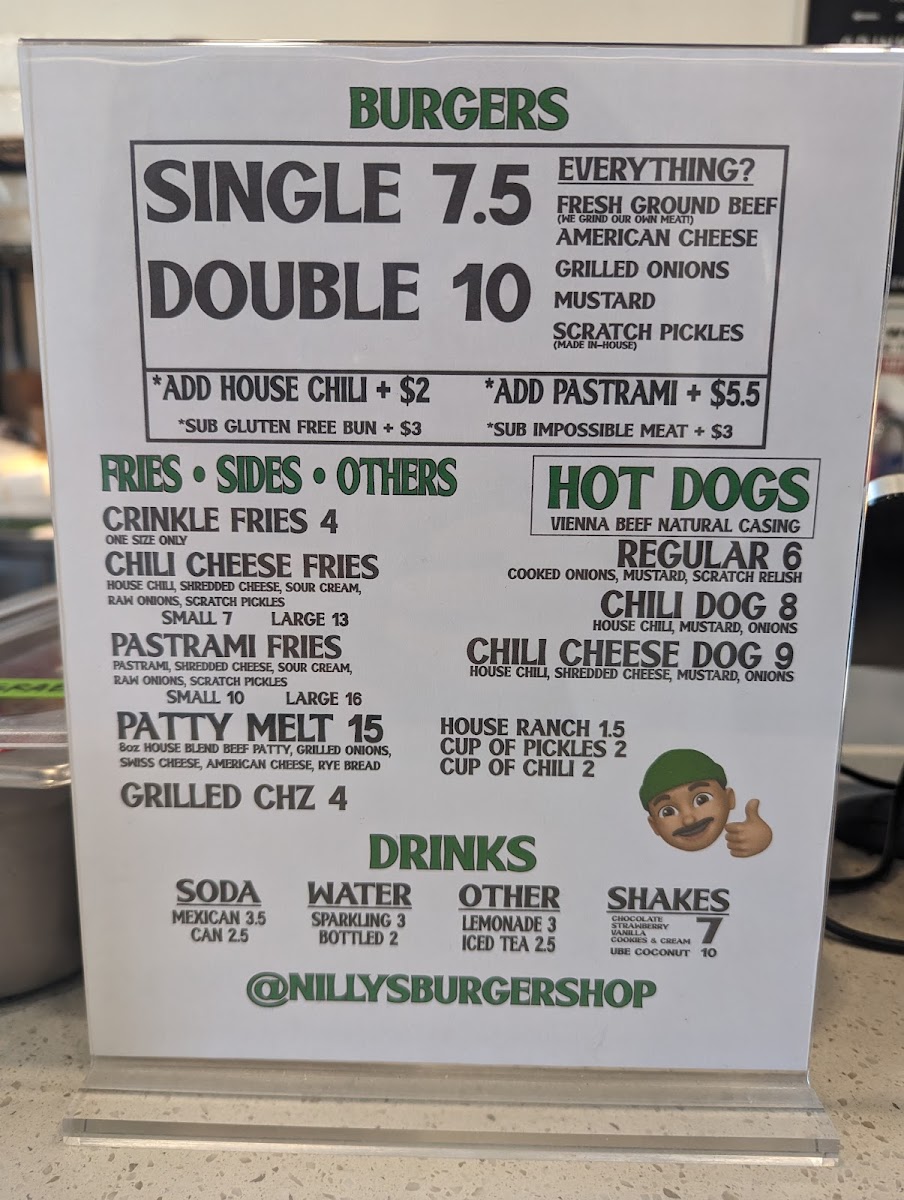 BURGERS
SINGLE 7.5
DOUBLE 10
EVERYTHING?
FRESH GROUND BEEF
(WE GRIND OUR OWN MEAT!)
AMERICAN CHEESE
GRILLED ONIONS
MUSTARD
SCRATCH PICKLES
(MADE IN-HOUSE)
*ADD HOUSE CHILI + $2
*ADD PASTRAMI + $5.5
*SUB GLUTEN FREE BUN + $3
*SUB IMPOSSIBLE MEAT + $3
FRIES • SIDES • OTHERS
CRINKLE FRIES 4
ONE SIZE ONLY
CHILI CHEESE FRIES
HOUSE CHILI, SHREDDED CHEESE, SOUR CREAM,
RAW ONIONS, SCRATCH PICKLES
SMALL 7 LARGE 13
PASTRAMI FRIES
PASTRAMI, SHREDDED CHEESE, SOUR CREAM,
RAW ONIONS, SCRATCH PICKLES
SMALL 10 LARGE 16
PATTY MELT 15
8oz HOUSE BLEND BEEF PATTY, GRILLED ONIONS,
SWISS CHEESE, AMERICAN CHEESE, RYE BREAD
GRILLED CHZ 4
HOT DOGS
VIENNA BEEF NATURAL CASING
REGULAR 6
COOKED ONIONS, MUSTARD, SCRATCH RELISH
CHILI DOG 8
HOUSE CHILI, MUSTARD, ONIONS
CHILI CHEESE DOG 9
HOUSE CHILI, SHREDDED CHEESE, MUSTARD, ONIONS
HOUSE RANCH 1.5
CUP OF PICKLES 2
CUP OF CHILI 2
DRINKS
SODA
MEXICAN 3.5
CAN 2.5
WATER
SPARKLING 3
BOTTLED 2
OTHER
LEMONADE 3
ICED TEA 2.5
SHAKES
CHOCOLATE
STRAWBERRY
VANILLA
COOKIES & CREAM
7
UBE COCONUT 10
@NILLYSBURGERSHOP